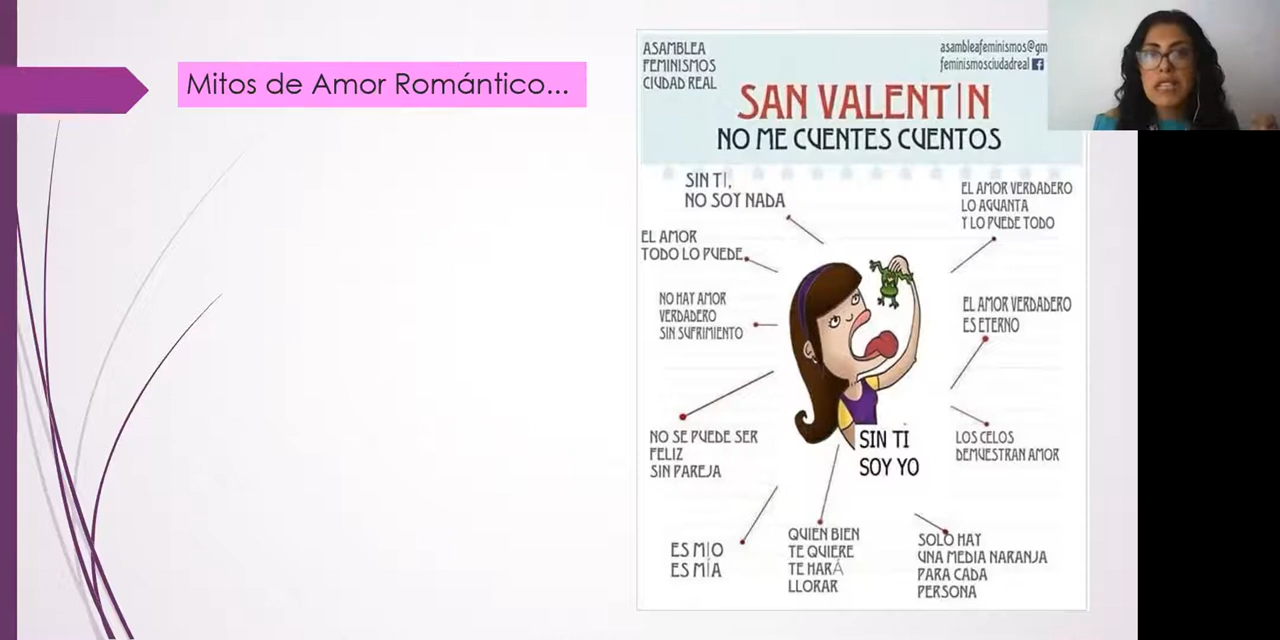 Mitos de Amor Romántico...
ASAMBLEA
FEMINISMOS
CIUDAD REAL
asambleafeminismos@gm
feminismosciudadreal
SAN VALENTIN
NO ME CUENTES CUENTOS
SIN TI,
NO SOY NADA
EL AMOR VERDADERO
LO AGUANTA
Y LO PUEDE TODO
EL AMOR
TODO LO PUEDE
NO HAY AMOR
VERDADERO
SIN SUFRIMIENTO
EL AMOR VERDADERO
ES ETERNO
NO SE PUEDE SER
FELIZ
SIN PAREJA
SIN TÍ
SOY YO
LOS CELOS
DEMUESTRAN AMOR
ES MIO
ES MÍA
QUIEN BIEN
TE QUIERE
TE HARÁ
LLORAR
SOLO HAY
UNA MEDIA NARANJA
PARA CADA
PERSONA